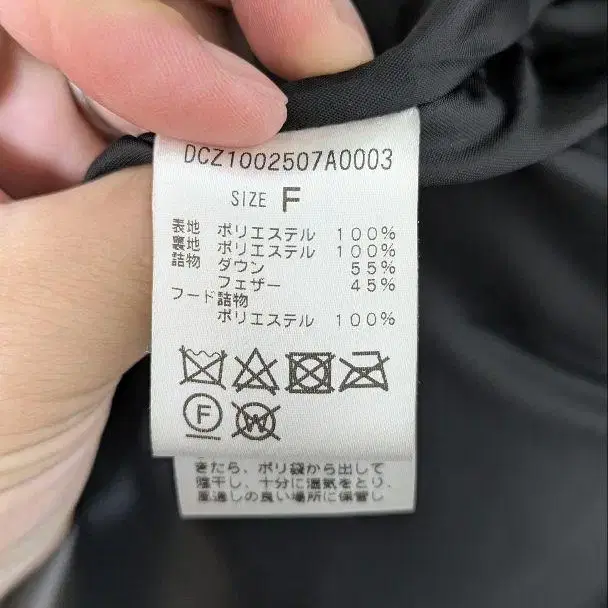 DCZ1002507A0003
SIZE F
表地 ポリエステル 100%
裏地 ポリエステル 100%
詰物 ダウン 55%
フェザー 45%
フード詰物
ポリエステル 100%
F
W
きたら、ポリ袋から出して
陰干し、十分に湿気をとり、
風通しの良い場所に保管し